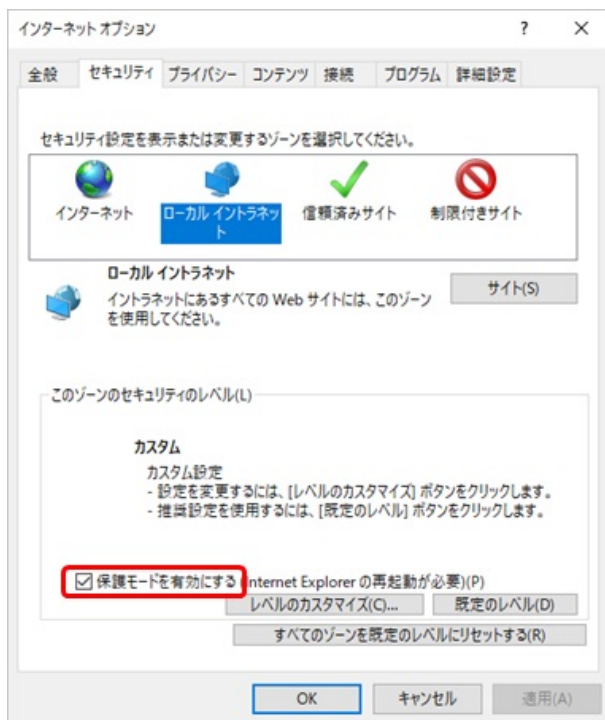 インターネット オプション ? ×
全般 セキュリティ プライバシー コンテンツ 接続 プログラム 詳細設定
セキュリティ設定を表示または変更するゾーンを選択してください。
インターネット
ローカル イントラネッ
ト
信頼済みサイト
制限付きサイト
ローカル イントラネット
イントラネットにあるすべての Web サイトには、このゾーン
を使用してください。
サイト(S)
このゾーンのセキュリティのレベル(L)
カスタム
カスタム設定
- 設定を変更するには、[レベルのカスタマイズ] ボタンをクリックします。
- 推奨設定を使用するには、[既定のレベル] ボタンをクリックします。
保護モードを有効にする (Internet Explorer の再起動が必要)(P)
レベルのカスタマイズ(C)... 既定のレベル(D)
すべてのゾーンを既定のレベルにリセットする(R)
OK キャンセル 適用(A)